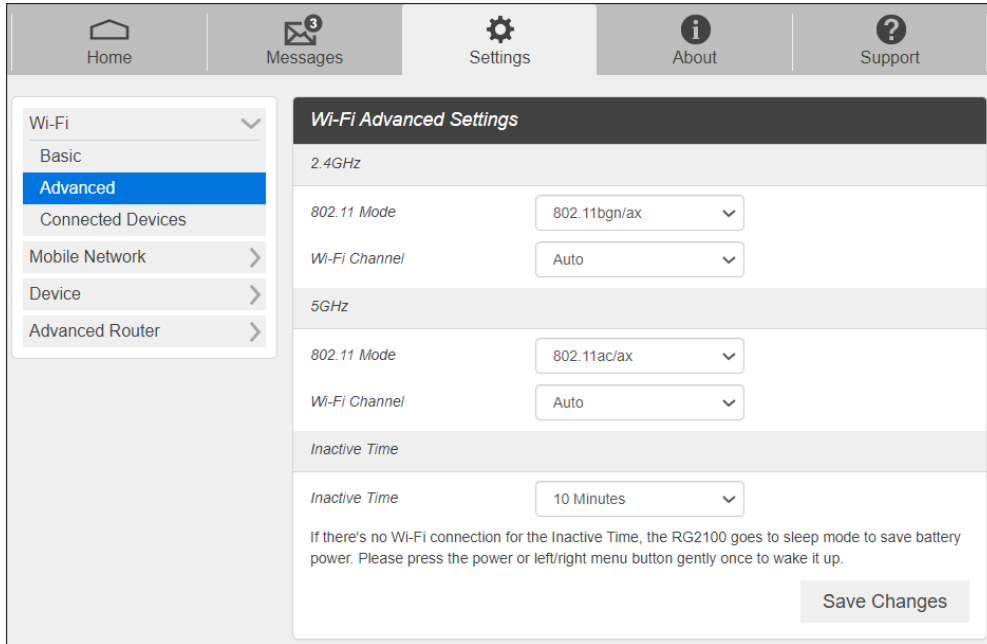 3
Home
Messages
Settings
About
Support
Wi-Fi
Basic
Advanced
Connected Devices
Mobile Network
Device
Advanced Router
Wi-Fi Advanced Settings
2.4GHz
802.11 Mode 802.11bgn/ax
Wi-Fi Channel Auto
5GHz
802.11 Mode 802.11ac/ax
Wi-Fi Channel Auto
Inactive Time
Inactive Time 10 Minutes
If there's no Wi-Fi connection for the Inactive Time, the RG2100 goes to sleep mode to save battery
power. Please press the power or left/right menu button gently once to wake it up.
Save Changes